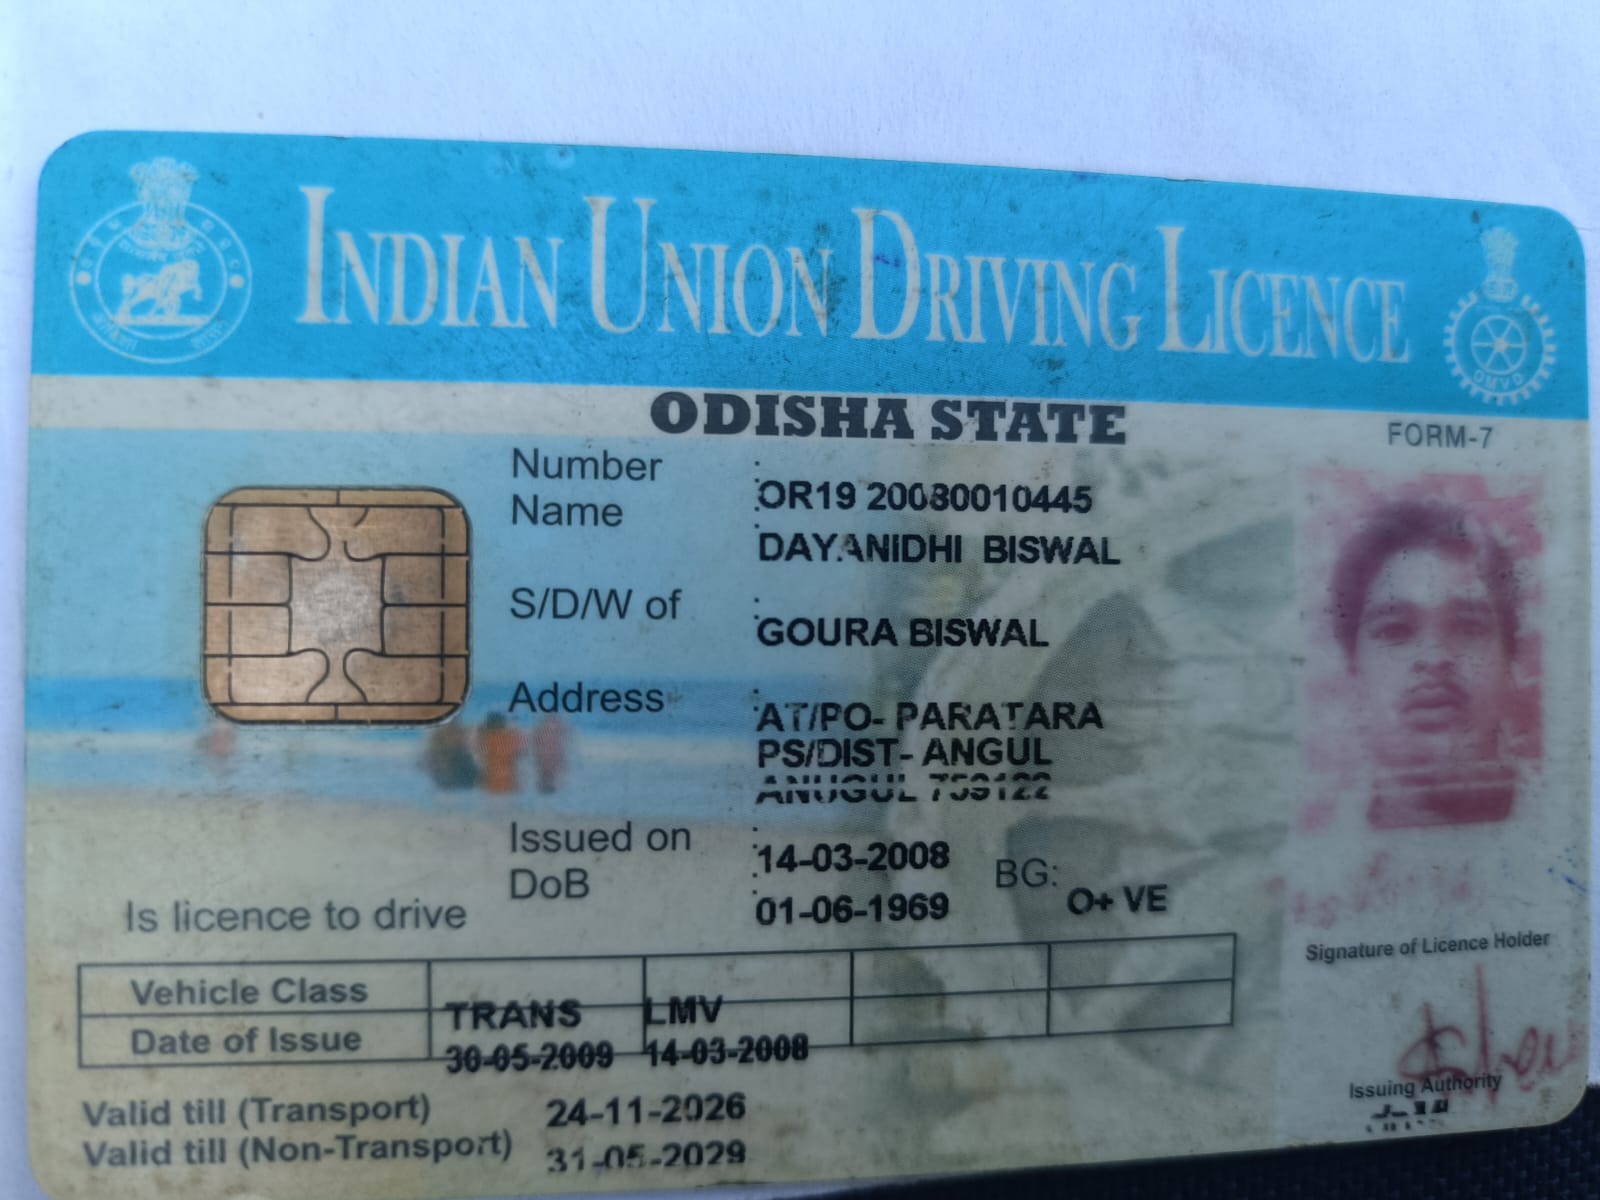 INDIAN UNION DRIVING LICENCE
ODISHA STATE
FORM-7
Number : OR19 20080010445
Name : DAYANIDHI BISWAL
S/D/W of : GOURA BISWAL
Address : AT/PO- PARATARA
PS/DIST- ANGUL
ANUGUL 759122
Issued on : 14-03-2008
DoB : 01-06-1969
BG: O+ VE
Is licence to drive
Signature of Licence Holder
Vehicle Class TRANS LMV
Date of Issue 30-05-2009 14-03-2008
Valid till (Transport) 24-11-2026
Valid till (Non-Transport) 31-05-2029
Issuing Authority
OMVD